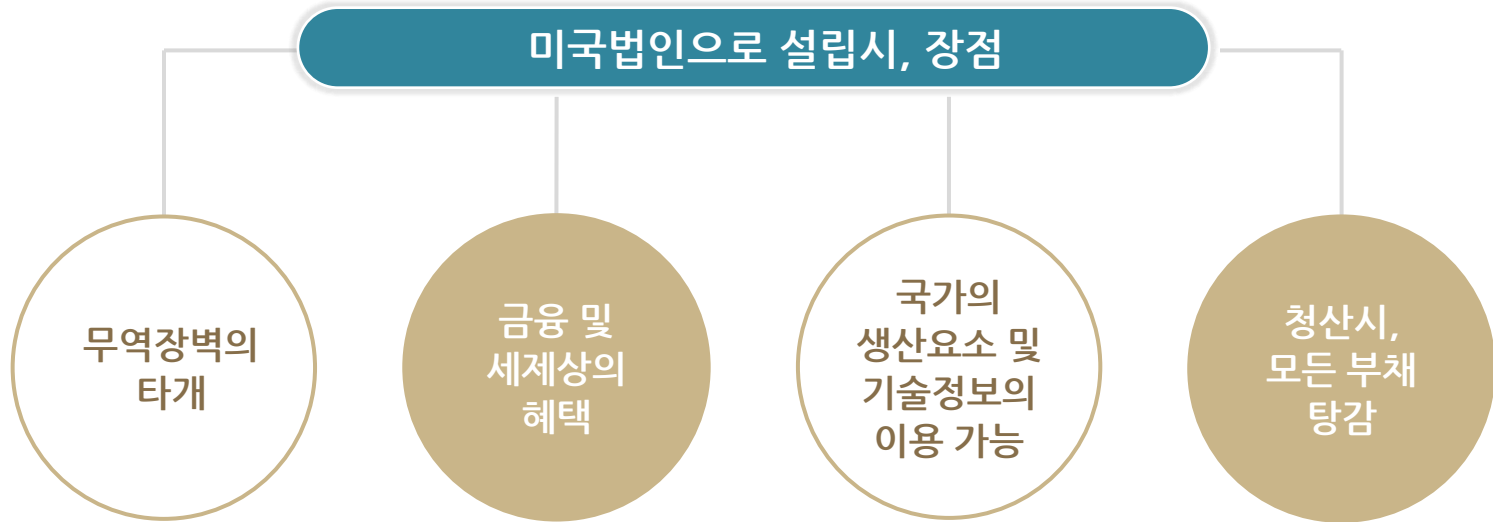 미국법인으로 설립시, 장점
무역장벽의
타개
금융 및
세제상의
혜택
국가의
생산요소 및
기술정보의
이용 가능
청산시,
모든 부채
탕감